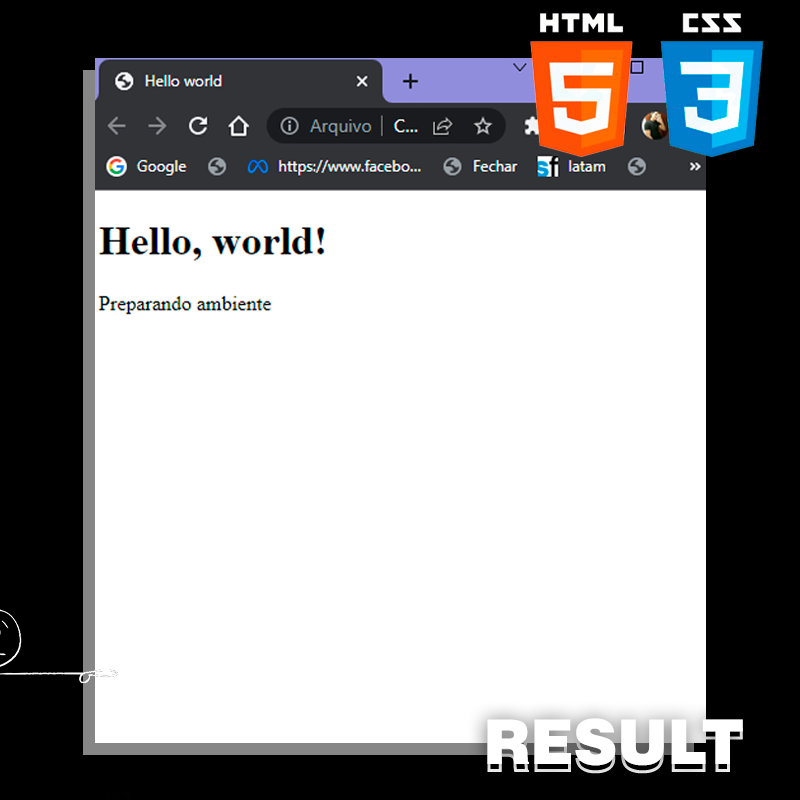 HTML CSS
5 3
Hello world
Arquivo C...
Google https://www.facebo... Fechar latam
Hello, world!
Preparando ambiente
RESULT